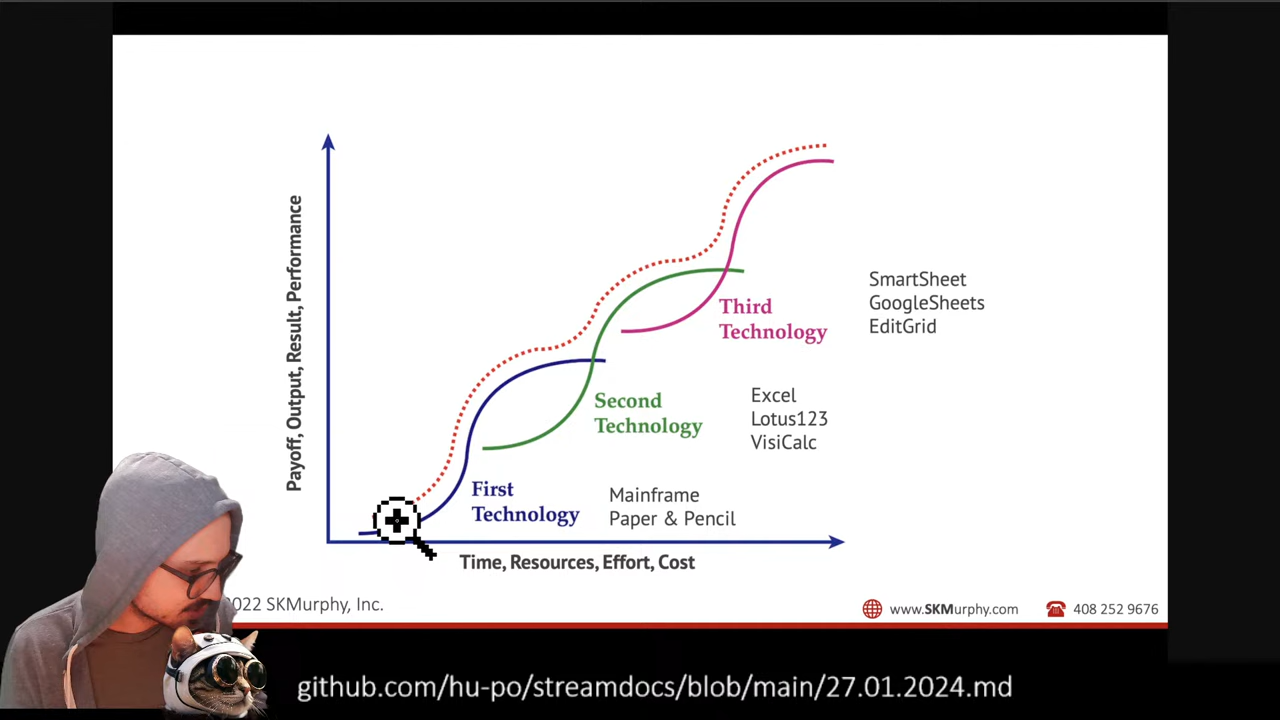 Payoff, Output, Result, Performance
SmartSheet
GoogleSheets
EditGrid
Third
Technology
Excel
Lotus123
VisiCalc
Second
Technology
First
Technology
Mainframe
Paper & Pencil
Time, Resources, Effort, Cost
022 SKMurphy, Inc.
www.SKMurphy.com
408 252 9676
github.com/hu-po/streamdocs/blob/main/27.01.2024.md